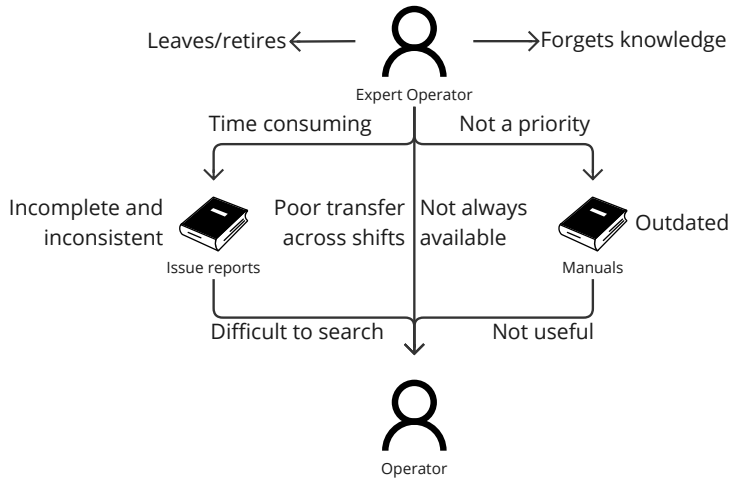 Leaves/retires
Forgets knowledge
Expert Operator
Time consuming
Not a priority
Incomplete and
inconsistent
Issue reports
Poor transfer
across shifts
Not always
available
Outdated
Manuals
Difficult to search
Not useful
Operator